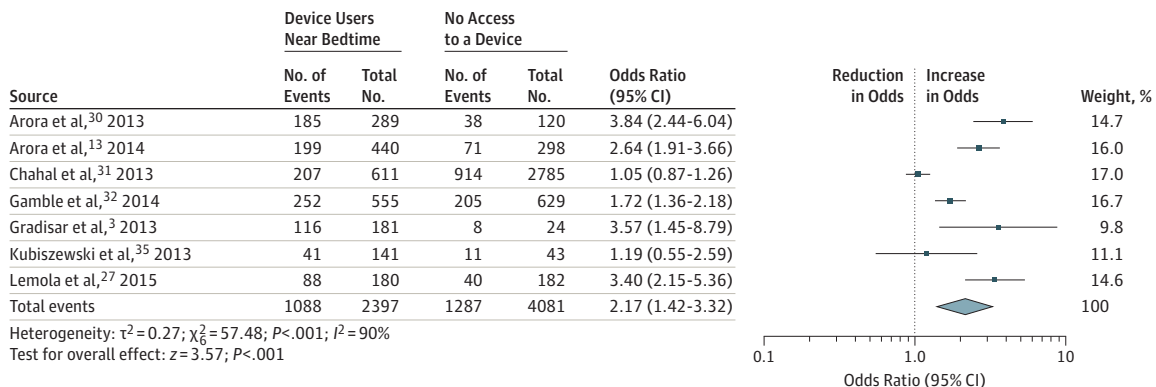 Device Users Near Bedtime
No Access to a Device
Source
No. of Events
Total No.
No. of Events
Total No.
Odds Ratio (95% CI)
Reduction in Odds
Increase in Odds
Weight, %
Arora et al,30 2013 185 289 38 120 3.84 (2.44-6.04) 14.7
Arora et al,13 2014 199 440 71 298 2.64 (1.91-3.66) 16.0
Chahal et al,31 2013 207 611 914 2785 1.05 (0.87-1.26) 17.0
Gamble et al,32 2014 252 555 205 629 1.72 (1.36-2.18) 16.7
Gradisar et al,3 2013 116 181 8 24 3.57 (1.45-8.79) 9.8
Kubiszewski et al,35 2013 41 141 11 43 1.19 (0.55-2.59) 11.1
Lemola et al,27 2015 88 180 40 182 3.40 (2.15-5.36) 14.6
Total events 1088 2397 1287 4081 2.17 (1.42-3.32) 100
Heterogeneity: τ2 = 0.27; χ26 = 57.48; P<.001; I2 = 90%
Test for overall effect: z = 3.57; P<.001
0.1 1.0 10
Odds Ratio (95% CI)